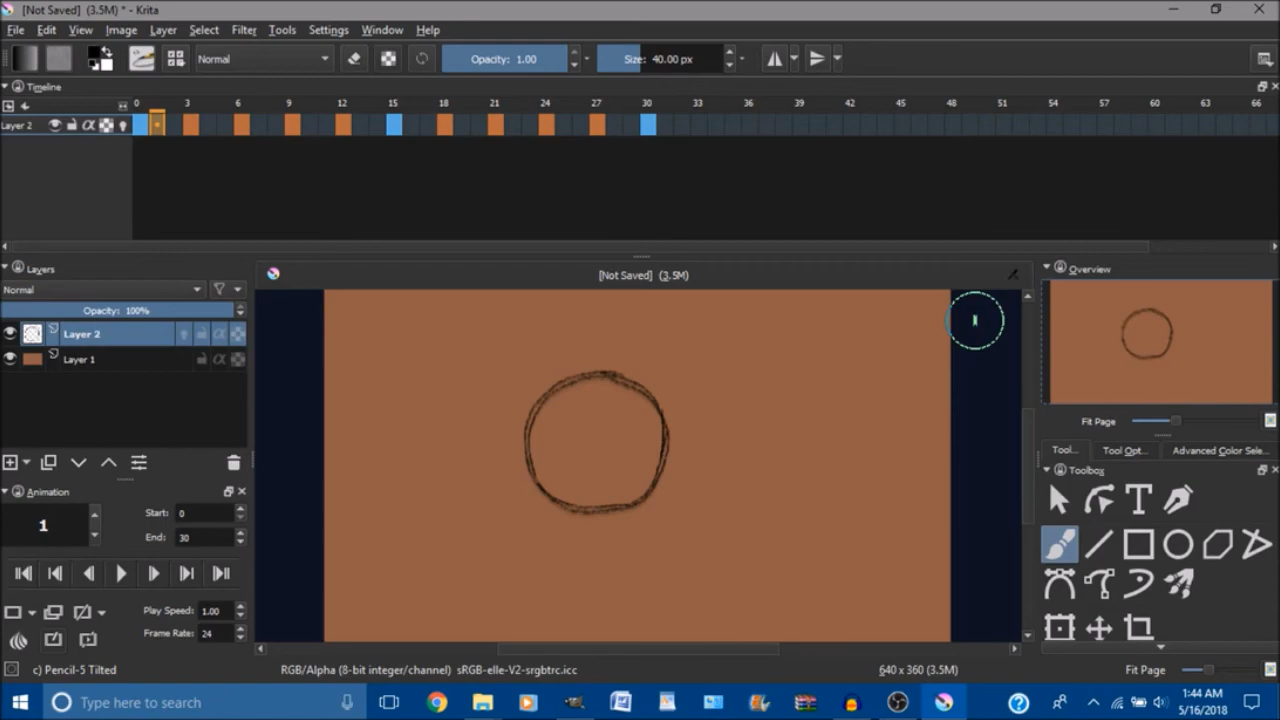 [Not Saved] (3.5M) * - Krita
File Edit View Image Layer Select Filter Tools Settings Window Help
Normal Opacity: 1.00 Size: 40.00 px
Timeline
0 3 6 9 12 15 18 21 24 27 30 33 36 39 42 45 48 51 54 57 60 63 66
Layer 2
Layers
[Not Saved] (3.5M)
Overview
Normal
Opacity: 100%
Layer 2
Layer 1
Fit Page
Tool... Tool Opt... Advanced Color Sele...
Toolbox
T
Animation
1
Start: 0
End: 30
Play Speed: 1.00
Frame Rate: 24
c) Pencil-5 Tilted
RGB/Alpha (8-bit integer/channel) sRGB-elle-V2-srgbtrc.icc
640 x 360 (3.5M)
Fit Page
Type here to search
1:44 AM
5/16/2018